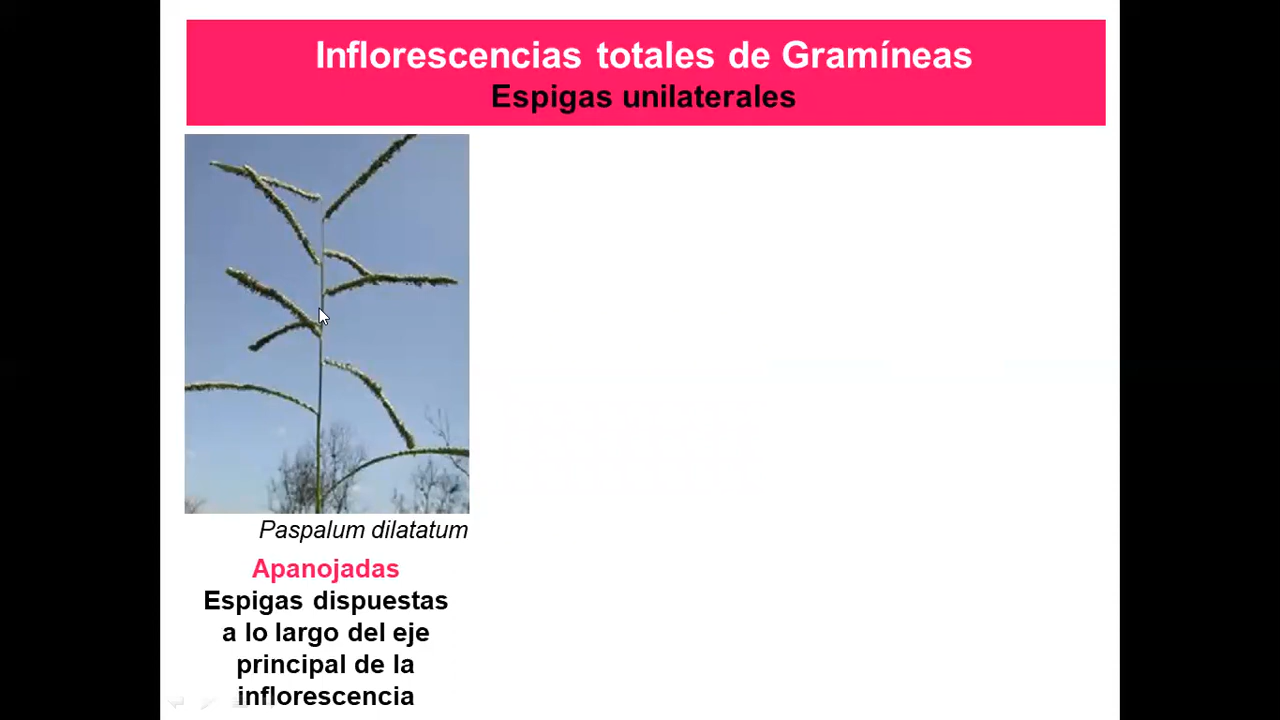 Inflorescencias totales de Gramíneas
Espigas unilaterales
Paspalum dilatatum
Apanojadas
Espigas dispuestas
a lo largo del eje
principal de la
inflorescencia